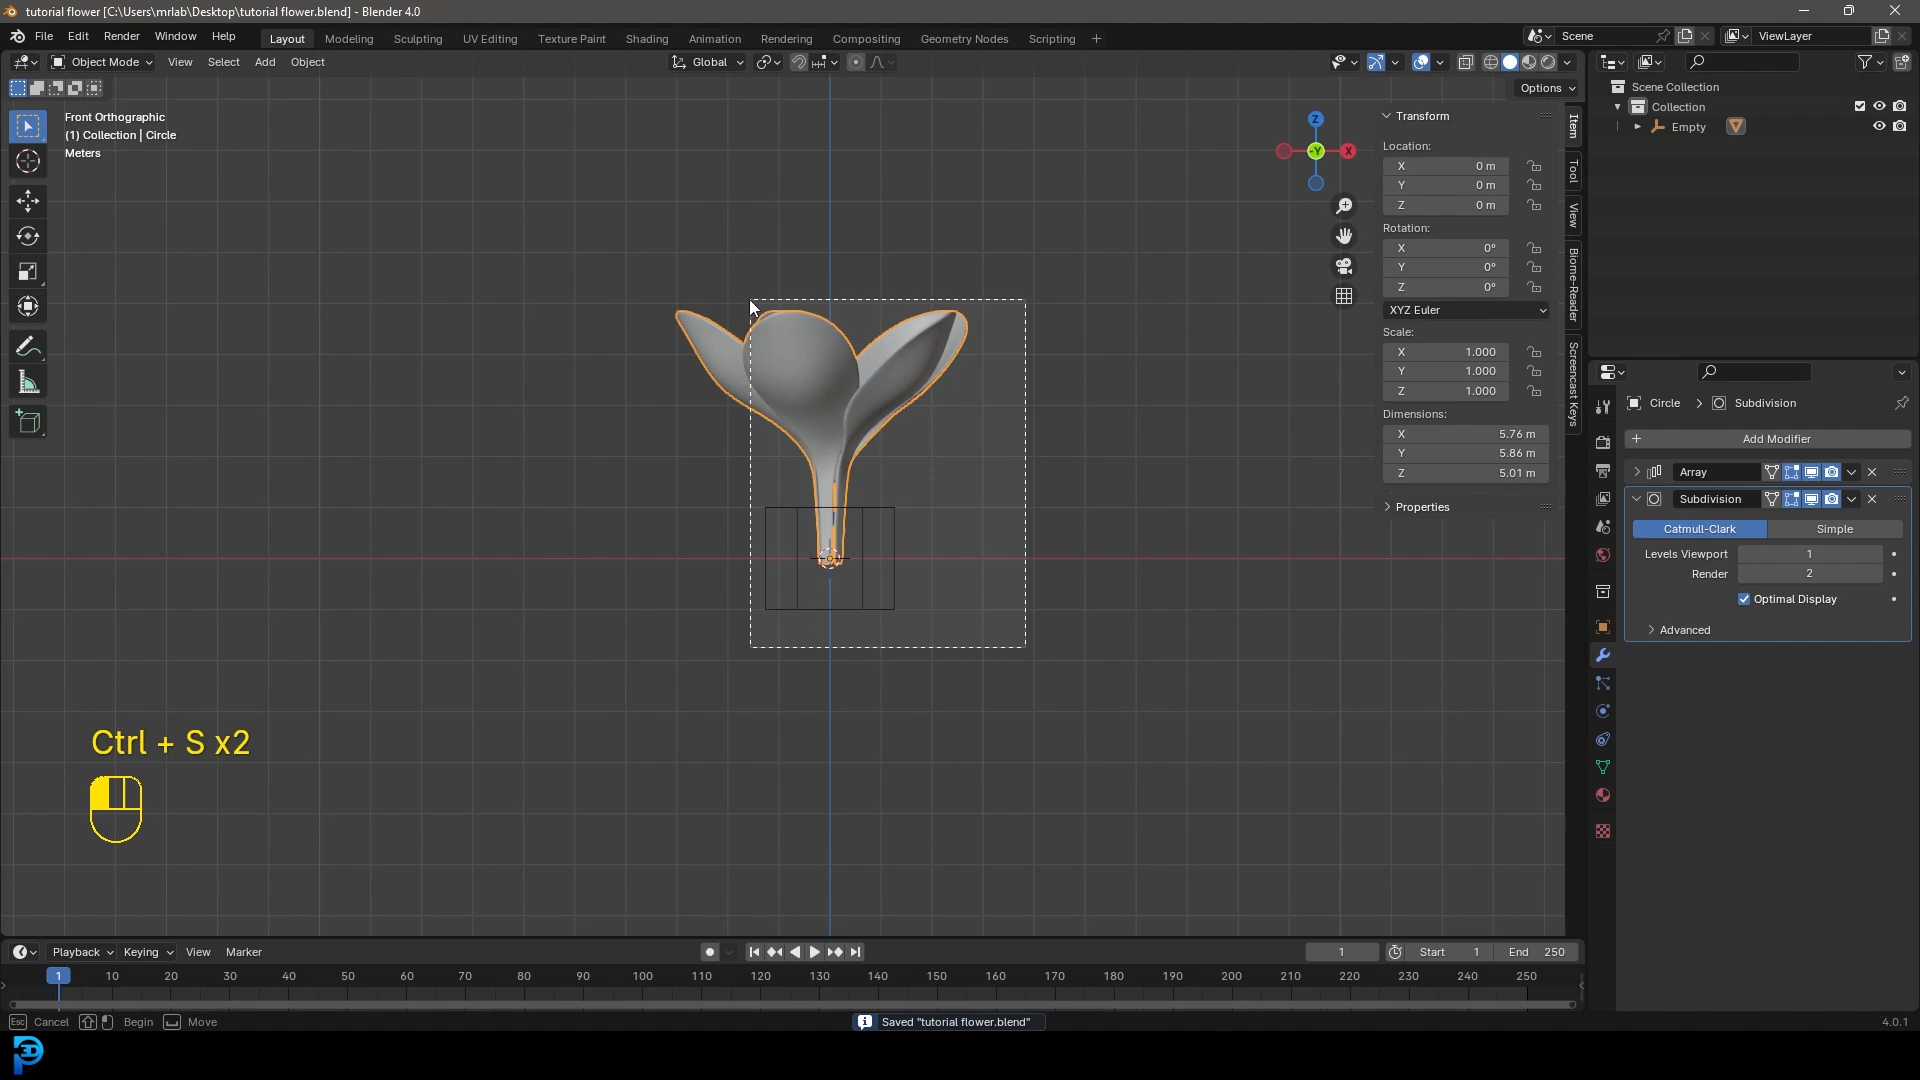 tutorial flower [C:\Users\mrlab\Desktop\tutorial flower.blend] - Blender 4.0
File Edit Render Window Help Layout Modeling Sculpting UV Editing Texture Paint Shading Animation Rendering Compositing Geometry Nodes Scripting + Scene ViewLayer
Object Mode View Select Add Object Global
Options
Front Orthographic
(1) Collection | Circle
Meters
Z
-Y X
Transform
Location:
X 0 m
Y 0 m
Z 0 m
Rotation:
X 0°
Y 0°
Z 0°
XYZ Euler
Scale:
X 1.000
Y 1.000
Z 1.000
Dimensions:
X 5.76 m
Y 5.86 m
Z 5.01 m
Properties
Item
Tool
View
Biome-Reader
Screencast Keys
Scene Collection
Collection
Empty
Circle > Subdivision
+ Add Modifier
Array
Subdivision
Catmull-Clark Simple
Levels Viewport 1
Render 2
Optimal Display
Advanced
Ctrl + S x2
Playback Keying View Marker 1 Start 1 End 250
1 10 20 30 40 50 60 70 80 90 100 110 120 130 140 150 160 170 180 190 200 210 220 230 240 250
Esc Cancel Begin Move Saved "tutorial flower.blend" 4.0.1
P3D